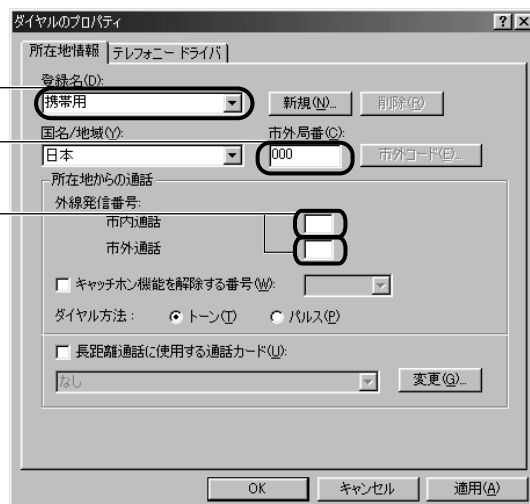 ダイヤルのプロパティ
所在地情報 テレフォニー ドライバ
登録名(D):
携帯用 新規(N)... 削除(R)
国名/地域(Y): 市外局番(C):
日本 000 市外コード(E)...
所在地からの通話
外線発信番号:
市内通話
市外通話
キャッチホン機能を解除する番号(W):
ダイヤル方法: トーン(T) パルス(P)
長距離通話に使用する通話カード(U):
なし 変更(G)...
OK キャンセル 適用(A)